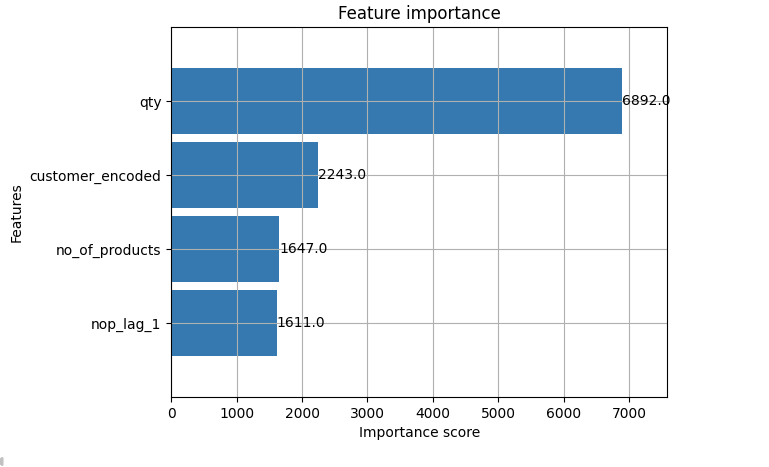 Feature importance
qty
6892.0
customer_encoded
2243.0
no_of_products
1647.0
nop_lag_1
1611.0
Features
0 1000 2000 3000 4000 5000 6000 7000
Importance score